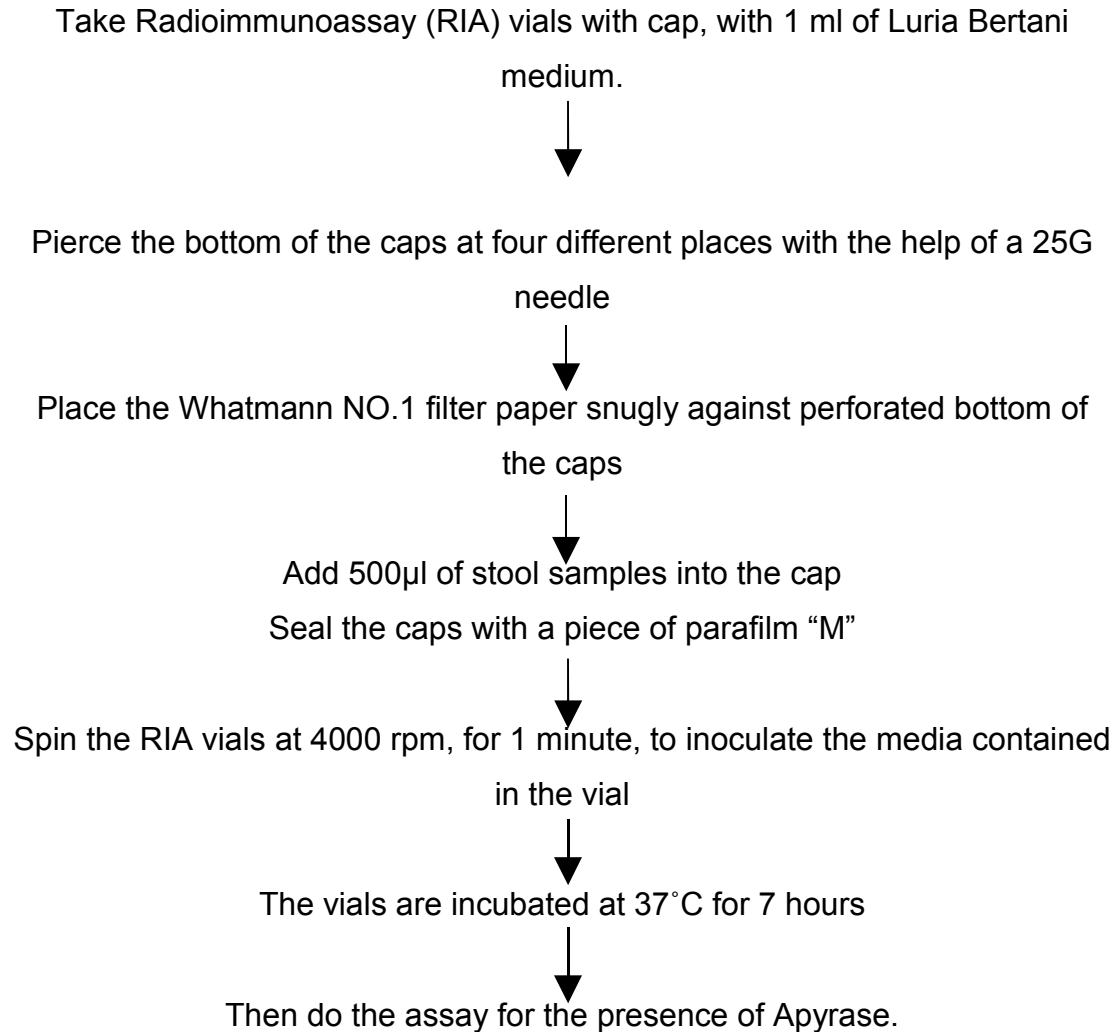 Take Radioimmunoassay (RIA) vials with cap, with 1 ml of Luria Bertani
medium.
Pierce the bottom of the caps at four different places with the help of a 25G
needle
Place the Whatmann NO.1 filter paper snugly against perforated bottom of
the caps
Add 500µl of stool samples into the cap
Seal the caps with a piece of parafilm “M”
Spin the RIA vials at 4000 rpm, for 1 minute, to inoculate the media contained
in the vial
The vials are incubated at 37˚C for 7 hours
Then do the assay for the presence of Apyrase.